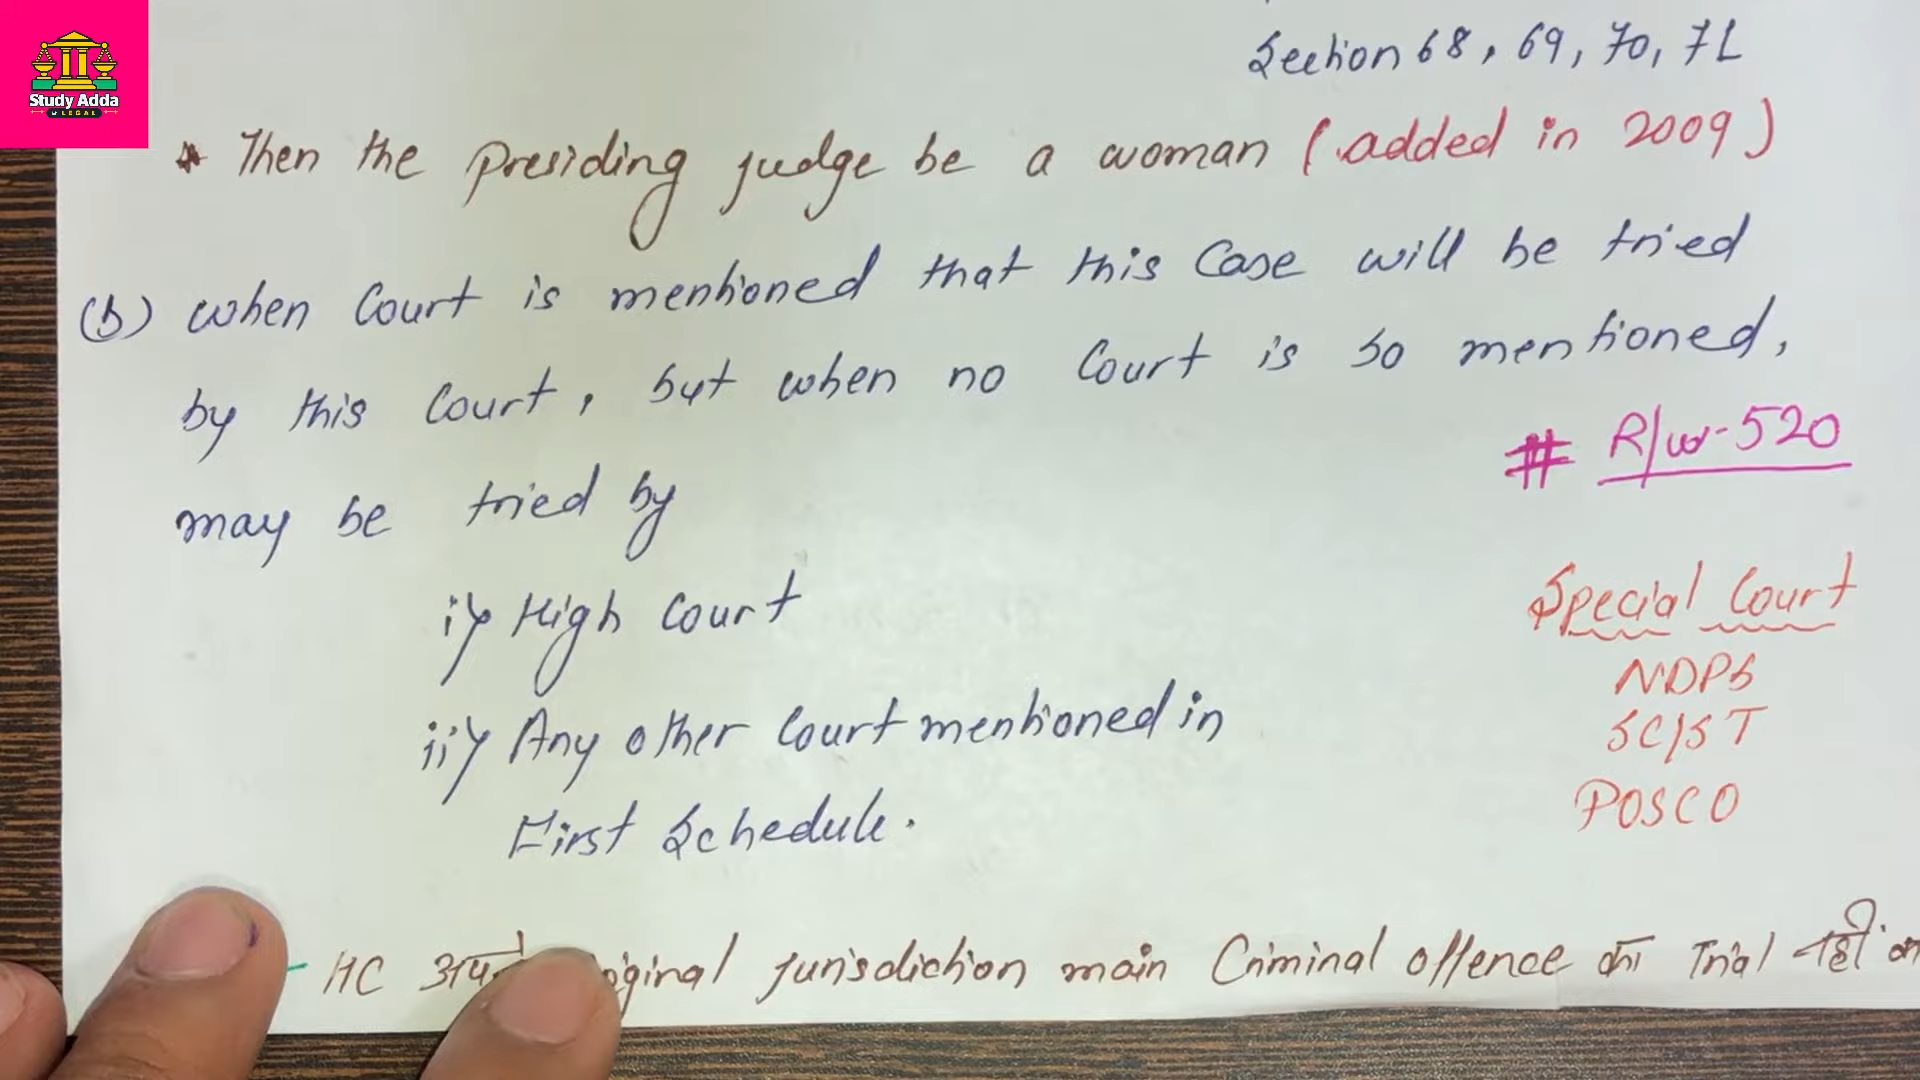 Study Adda
LEGAL
Section 68, 69, 70, 71
* Then the presiding judge be a woman (added in 2009)
(b) when Court is mentioned that this Case will be tried
by this Court, but when no Court is so mentioned,
# R/w-520
may be tried by
i) High Court
ii) Any other Court mentioned in
First Schedule.
Special Court
NDPS
SC/ST
POSCO
- HC original jurisdiction main Criminal offence का Trial नहीं